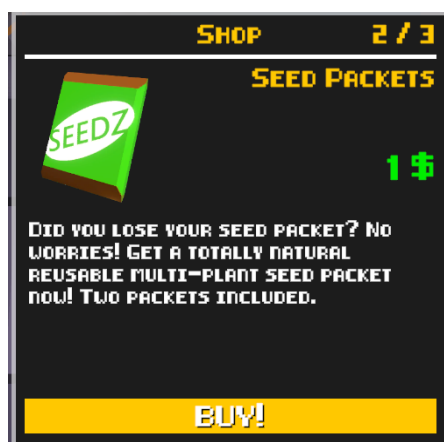 Shop 2 / 3
Seed Packets
SEEDZ
1 $
Did you lose your seed packet? No
worries! Get a totally natural
reusable multi-plant seed packet
now! Two packets included.
BUY!